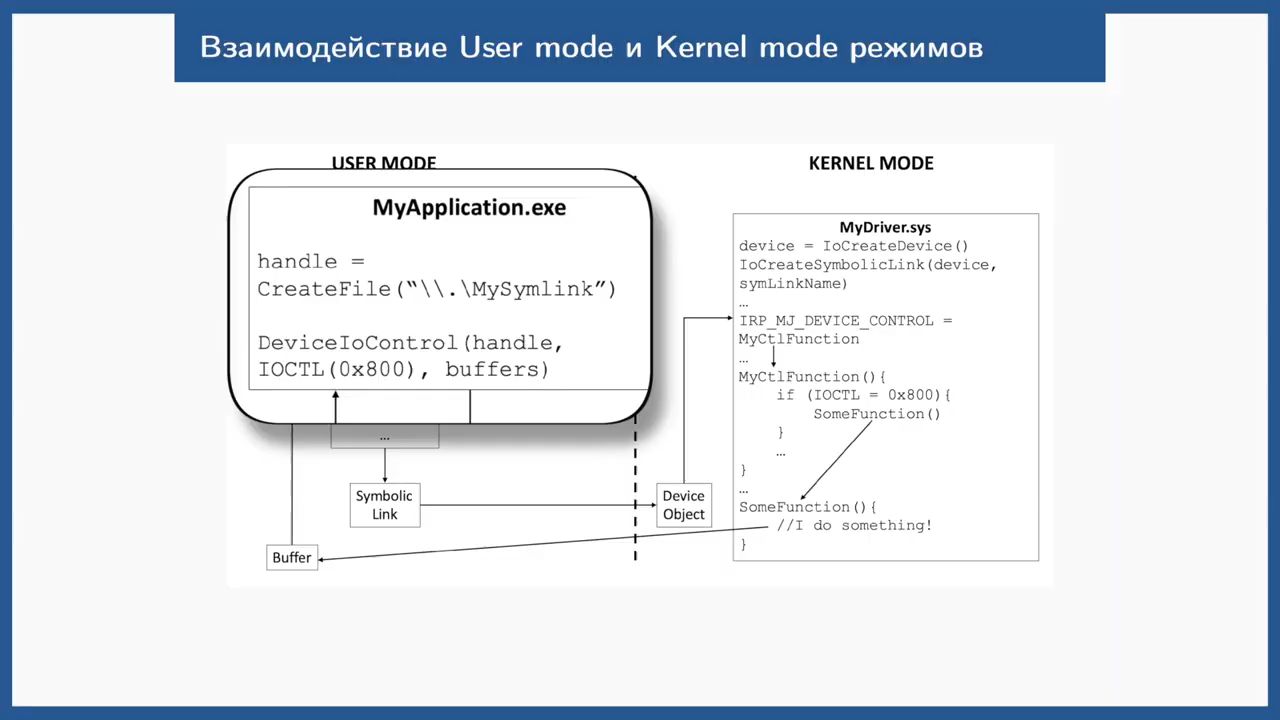 Взаимодействие User mode и Kernel mode режимов
USER MODE
MyApplication.exe
handle =
CreateFile(“\\.\MySymlink”)
DeviceIoControl(handle,
IOCTL(0x800), buffers)
...
Symbolic
Link
Buffer
Device
Object
KERNEL MODE
MyDriver.sys
device = IoCreateDevice()
IoCreateSymbolicLink(device,
symLinkName)
…
IRP_MJ_DEVICE_CONTROL =
MyCtlFunction
…
MyCtlFunction(){
if (IOCTL = 0x800){
SomeFunction()
}
…
}
…
SomeFunction(){
//I do something!
}